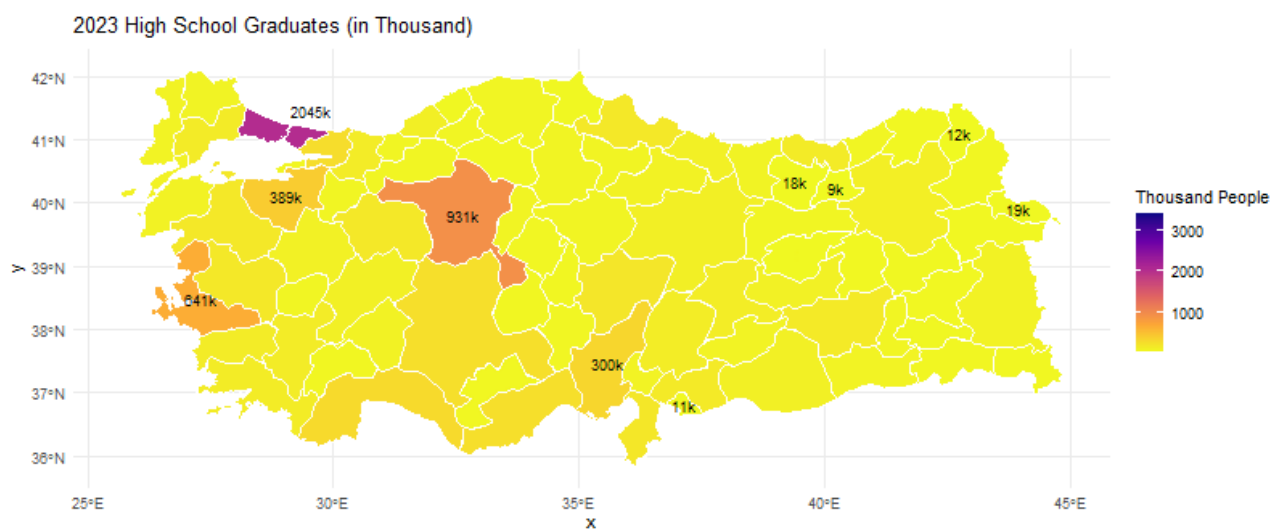 2023 High School Graduates (in Thousand)
42°N
41°N
40°N
39°N
38°N
37°N
36°N
y
2045k
12k
18k
9k
389k
19k
931k
641k
300k
11k
25°E
30°E
35°E
40°E
45°E
x
Thousand People
3000
2000
1000